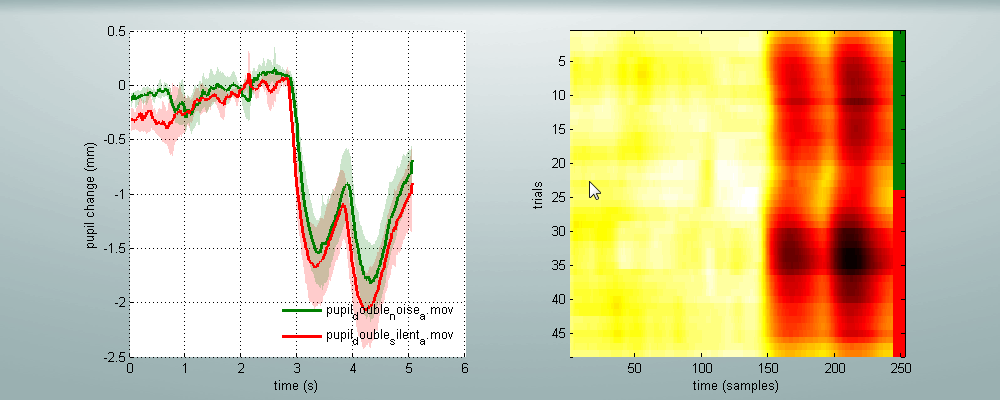 0.5
0
-0.5
-1
-1.5
-2
-2.5
pupil change (mm)
pupil_double_noise_a.mov
pupil_double_silent_a.mov
0 1 2 3 4 5 6
time (s)
5
10
15
20
25
30
35
40
45
trials
50 100 150 200 250
time (samples)